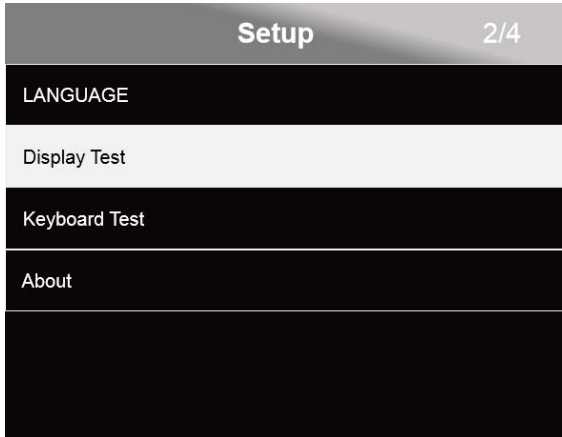 Setup 2/4
LANGUAGE
Display Test
Keyboard Test
About